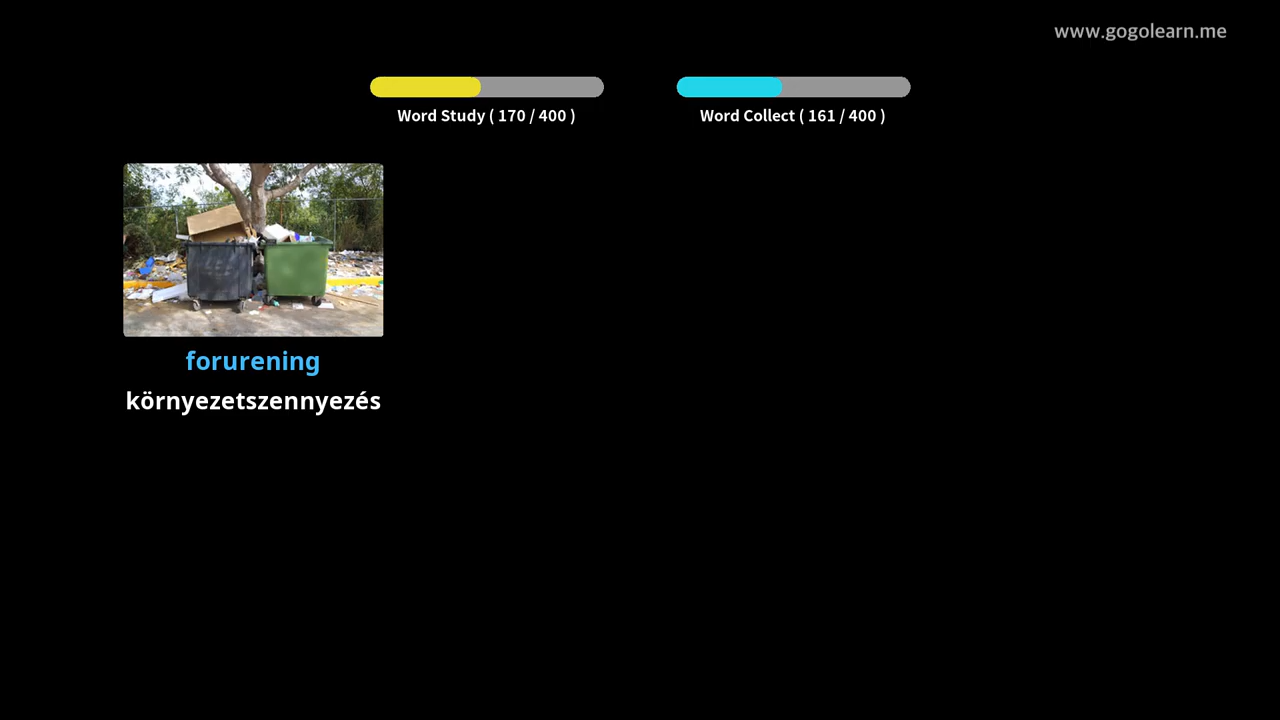 www.gogolearn.me
Word Study ( 170 / 400 )
Word Collect ( 161 / 400 )
forurening
környezetszennyezés